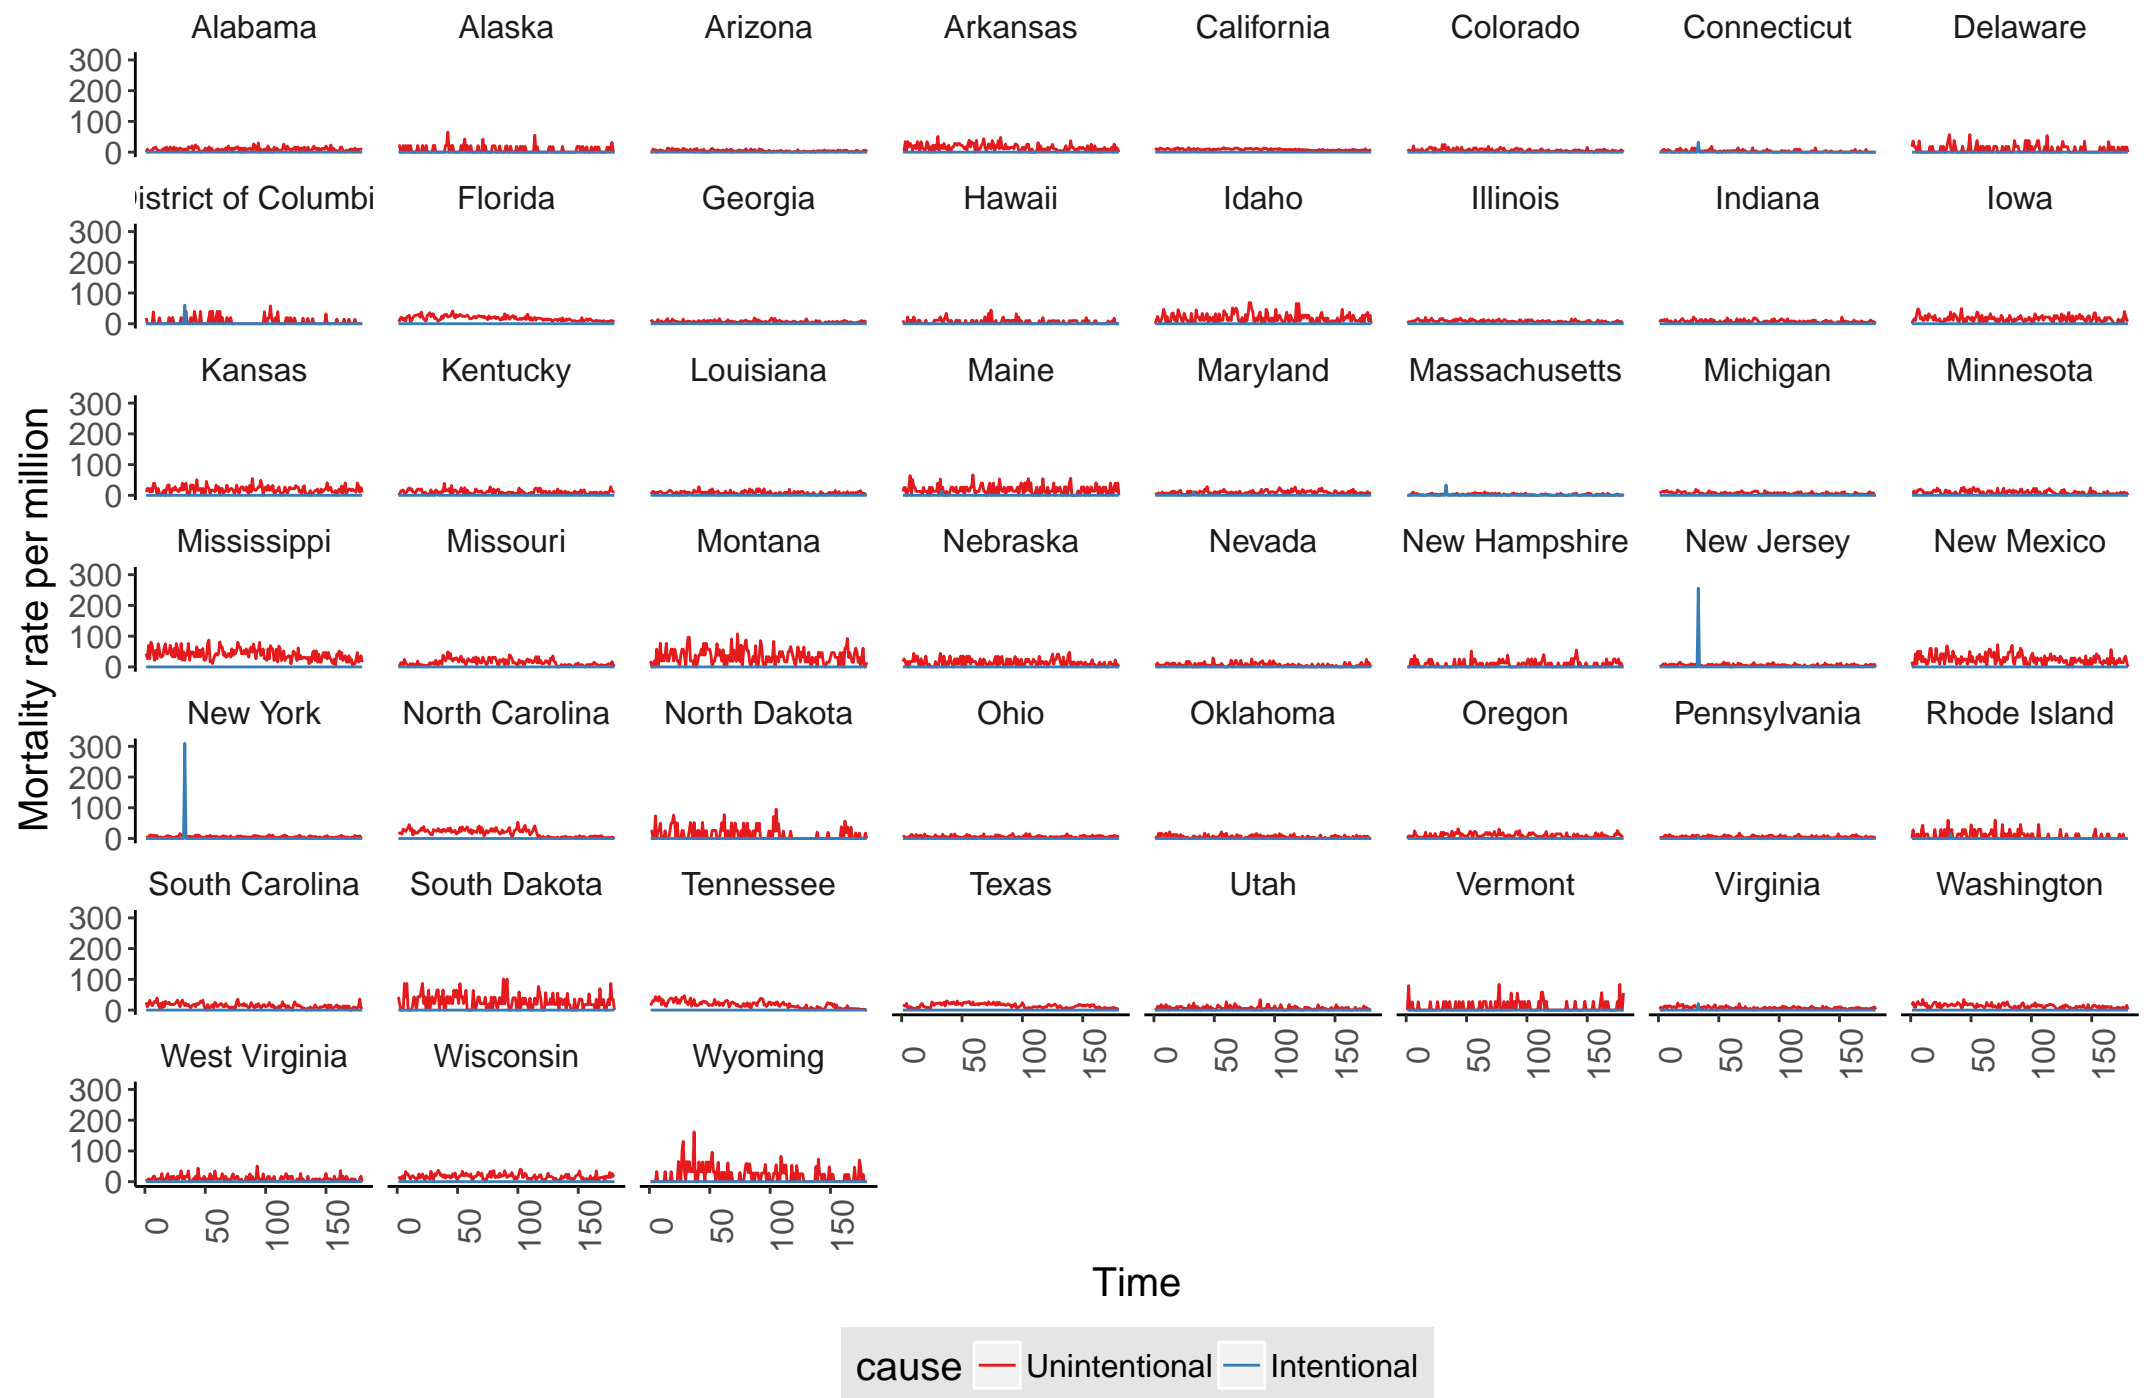 Alabama Alaska Arizona Arkansas California Colorado Connecticut Delaware
300
200
100
0
istrict of Columbi Florida Georgia Hawaii Idaho Illinois Indiana Iowa
300
200
100
0
Kansas Kentucky Louisiana Maine Maryland Massachusetts Michigan Minnesota
300
200
100
0
Mississippi Missouri Montana Nebraska Nevada New Hampshire New Jersey New Mexico
300
200
100
0
New York North Carolina North Dakota Ohio Oklahoma Oregon Pennsylvania Rhode Island
300
200
100
0
South Carolina South Dakota Tennessee Texas Utah Vermont Virginia Washington
300
200
100
0
0 50 100 150 0 50 100 150 0 50 100 150 0 50 100 150 0 50 100 150
West Virginia Wisconsin Wyoming
300
200
100
0
0 50 100 150 0 50 100 150 0 50 100 150
Mortality rate per million
Time
cause Unintentional Intentional